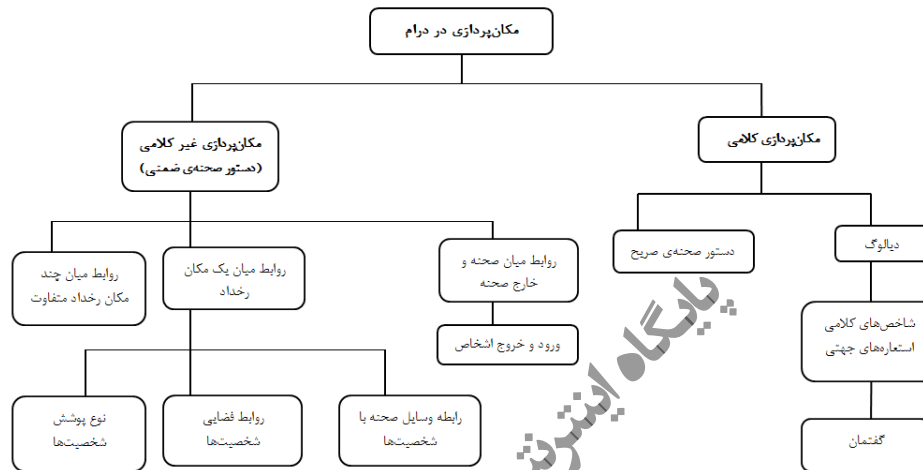 مکان‌پردازی در درام
مکان‌پردازی کلامی
مکان‌پردازی غیر کلامی
(دستور صحنه‌ی ضمنی)
دیالوگ
دستور صحنه‌ی صریح
روابط میان صحنه و
خارج صحنه
روابط میان یک مکان
رخداد
روابط میان چند
مکان رخداد متفاوت
شاخص‌های کلامی
استعاره‌های جهتی
ورود و خروج اشخاص
گفتمان
رابطه وسایل صحنه با
شخصیت‌ها
روابط فضایی
شخصیت‌ها
نوع پوشش
شخصیت‌ها
پایگاه